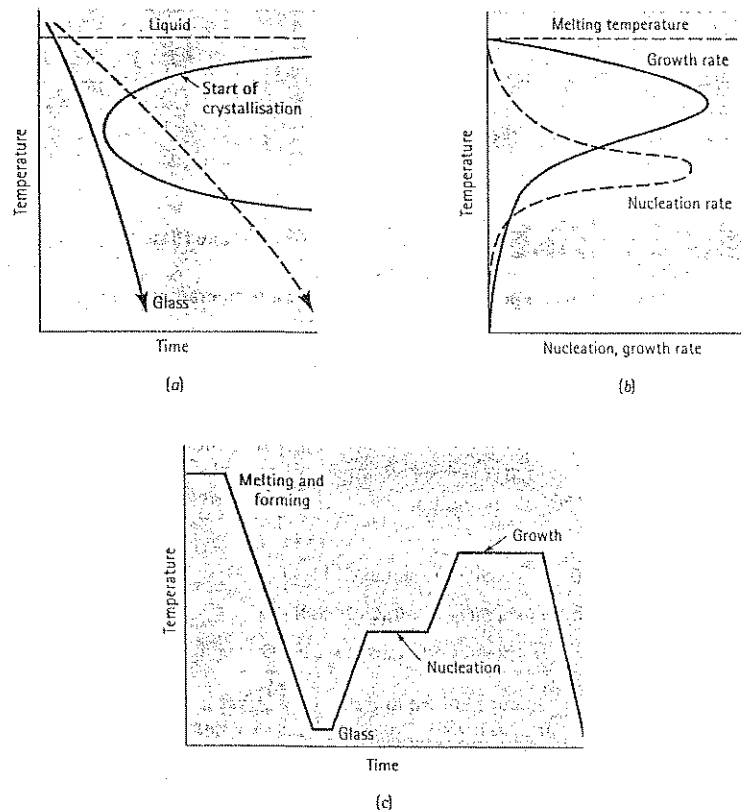 Liquid
Start of
crystallisation
Temperature
Glass
Time
(a)
Melting temperature
Growth rate
Temperature
Nucleation rate
Nucleation, growth rate
(b)
Melting and
forming
Growth
Temperature
Nucleation
Glass
Time
(c)